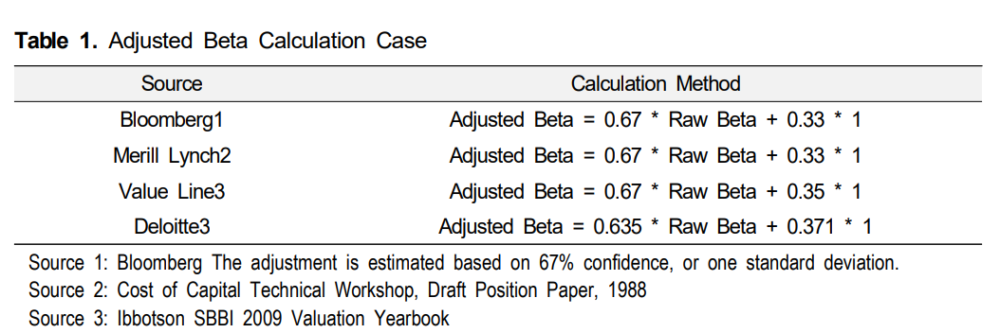 Table 1. Adjusted Beta Calculation Case
Source Calculation Method
Bloomberg1 Adjusted Beta = 0.67 * Raw Beta + 0.33 * 1
Merill Lynch2 Adjusted Beta = 0.67 * Raw Beta + 0.33 * 1
Value Line3 Adjusted Beta = 0.67 * Raw Beta + 0.35 * 1
Deloitte3 Adjusted Beta = 0.635 * Raw Beta + 0.371 * 1
Source 1: Bloomberg The adjustment is estimated based on 67% confidence, or one standard deviation.
Source 2: Cost of Capital Technical Workshop, Draft Position Paper, 1988
Source 3: Ibbotson SBBI 2009 Valuation Yearbook